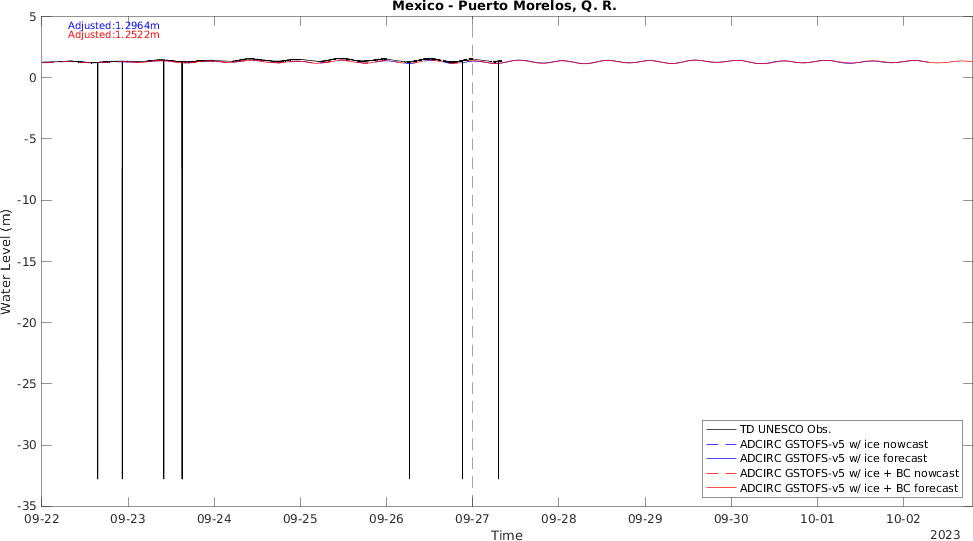 Mexico - Puerto Morelos, Q. R.
Adjusted:1.2964m
Adjusted:1.2522m
5
0
-5
-10
-15
-20
-25
-30
-35
Water Level (m)
TD UNESCO Obs.
ADCIRC GSTOFS-v5 w/ ice nowcast
ADCIRC GSTOFS-v5 w/ ice forecast
ADCIRC GSTOFS-v5 w/ ice + BC nowcast
ADCIRC GSTOFS-v5 w/ ice + BC forecast
09-22 09-23 09-24 09-25 09-26 09-27 09-28 09-29 09-30 10-01 10-02
Time
2023